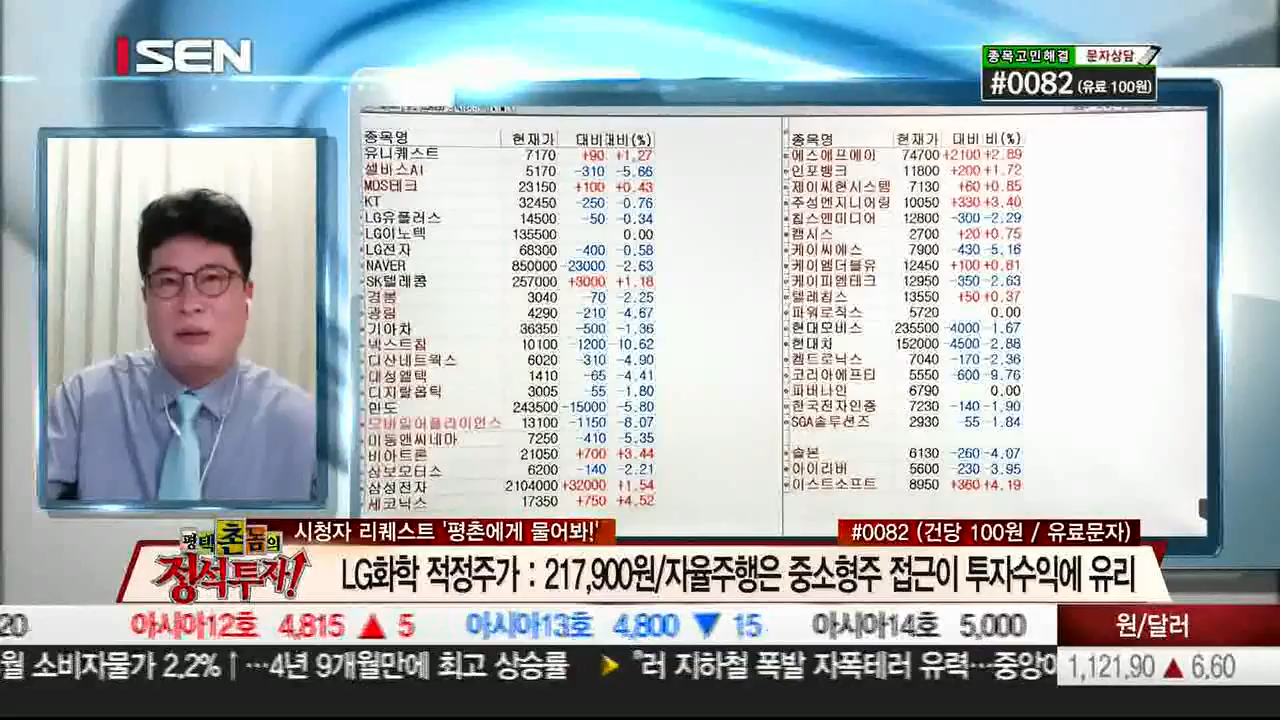 SEN
종목고민해결 문자상담
#0082 (유료 100원)
종목명 현재가 대비 대비(%)
유니퀘스트 7170 +90 +1.27
셀바스AI 5170 -310 -5.66
MDS테크 23150 +100 +0.43
KT 32450 -250 -0.76
LG유플러스 14500 -50 -0.34
LG이노텍 135500 0.00
LG전자 68300 -400 -0.58
NAVER 850000 -23000 -2.63
SK텔레콤 257000 +3000 +1.18
경봉 3040 -70 -2.25
광림 4290 -210 -4.67
기아차 36350 -500 -1.36
넥스트칩 10100 -1200 -10.62
다산네트웍스 6020 -310 -4.90
대성엘텍 1410 -65 -4.41
디지탈옵틱 3005 -55 -1.80
만도 243500 -15000 -5.80
모바일어플라이언스 13100 -1150 -8.07
미동앤씨네마 7250 -410 -5.35
비아트론 21050 +700 +3.44
삼보모터스 6200 -140 -2.21
삼성전자 2104000 +32000 +1.54
세코닉스 17350 +750 +4.52
종목명 현재가 대비 비(%)
에스에프에이 74700 +2100 +2.89
인포뱅크 11800 +200 +1.72
제이씨현시스템 7130 +60 +0.85
주성엔지니어링 10050 +330 +3.40
칩스앤미디어 12800 -300 -2.29
캠시스 2700 +20 +0.75
케이씨에스 7900 -430 -5.16
케이엠더블유 12450 +100 +0.81
케이피엠테크 12950 -350 -2.63
텔레칩스 13550 +50 +0.37
파워로직스 5720 0.00
현대모비스 235500 -4000 -1.67
현대차 152000 -4500 -2.88
켐트로닉스 7040 -170 -2.36
코리아에프티 5550 -600 -9.76
피버나인 6790 0.00
한국전자인증 7230 -140 -1.90
SGA솔루션즈 2930 -55 -1.84
솔본 6130 -260 -4.07
아이리버 5600 -230 -3.95
이스트소프트 8950 +360 +4.19
평택촌놈의
정석투자!
시청자 리퀘스트 '평촌에게 물어봐!'
#0082 (건당 100원 / 유료문자)
LG화학 적정주가 : 217,900원/자율주행은 중소형주 접근이 투자수익에 유리
20 아시아12호 4,815 ▲ 5 아시아13호 4,800 ▼ 15 아시아14호 5,000
원/달러
월 소비자물가 2.2%↑…4년 9개월만에 최고 상승률 "러 지하철 폭발 자폭테러 유력…중앙아
1,121.90 ▲ 6.60